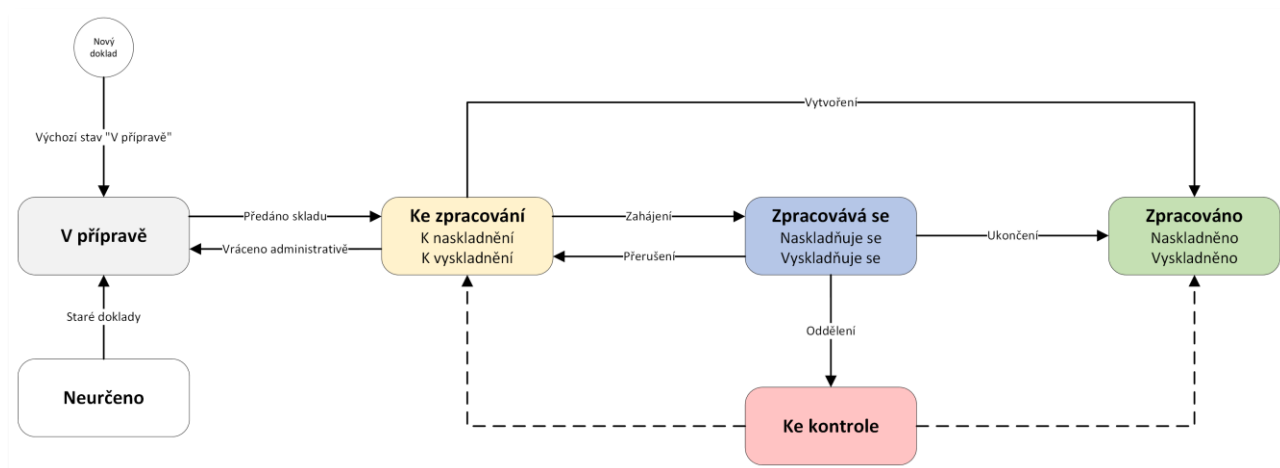 Nový
doklad
Vytvoření
Výchozí stav "V přípravě"
V přípravě
Předáno skladu
Vráceno administrativě
Ke zpracování
K naskladnění
K vyskladnění
Zahájení
Přerušení
Zpracovává se
Naskladňuje se
Vyskladňuje se
Ukončení
Zpracováno
Naskladněno
Vyskladněno
Staré doklady
Oddělení
Neurčeno
Ke kontrole